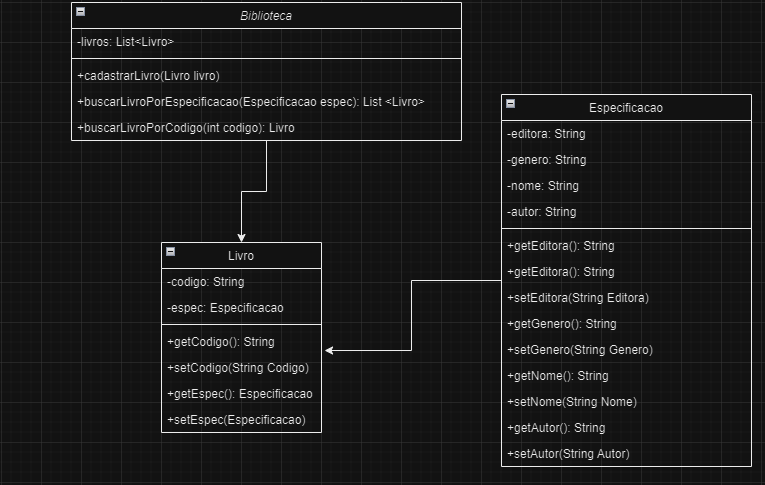 Biblioteca
-livros: List<Livro>
+cadastrarLivro(Livro livro)
+buscarLivroPorEspecificacao(Especificacao espec): List <Livro>
+buscarLivroPorCodigo(int codigo): Livro
Livro
-codigo: String
-espec: Especificacao
+getCodigo(): String
+setCodigo(String Codigo)
+getEspec(): Especificacao
+setEspec(Especificacao)
Especificacao
-editora: String
-genero: String
-nome: String
-autor: String
+getEditora(): String
+getEditora(): String
+setEditora(String Editora)
+getGenero(): String
+setGenero(String Genero)
+getNome(): String
+setNome(String Nome)
+getAutor(): String
+setAutor(String Autor)